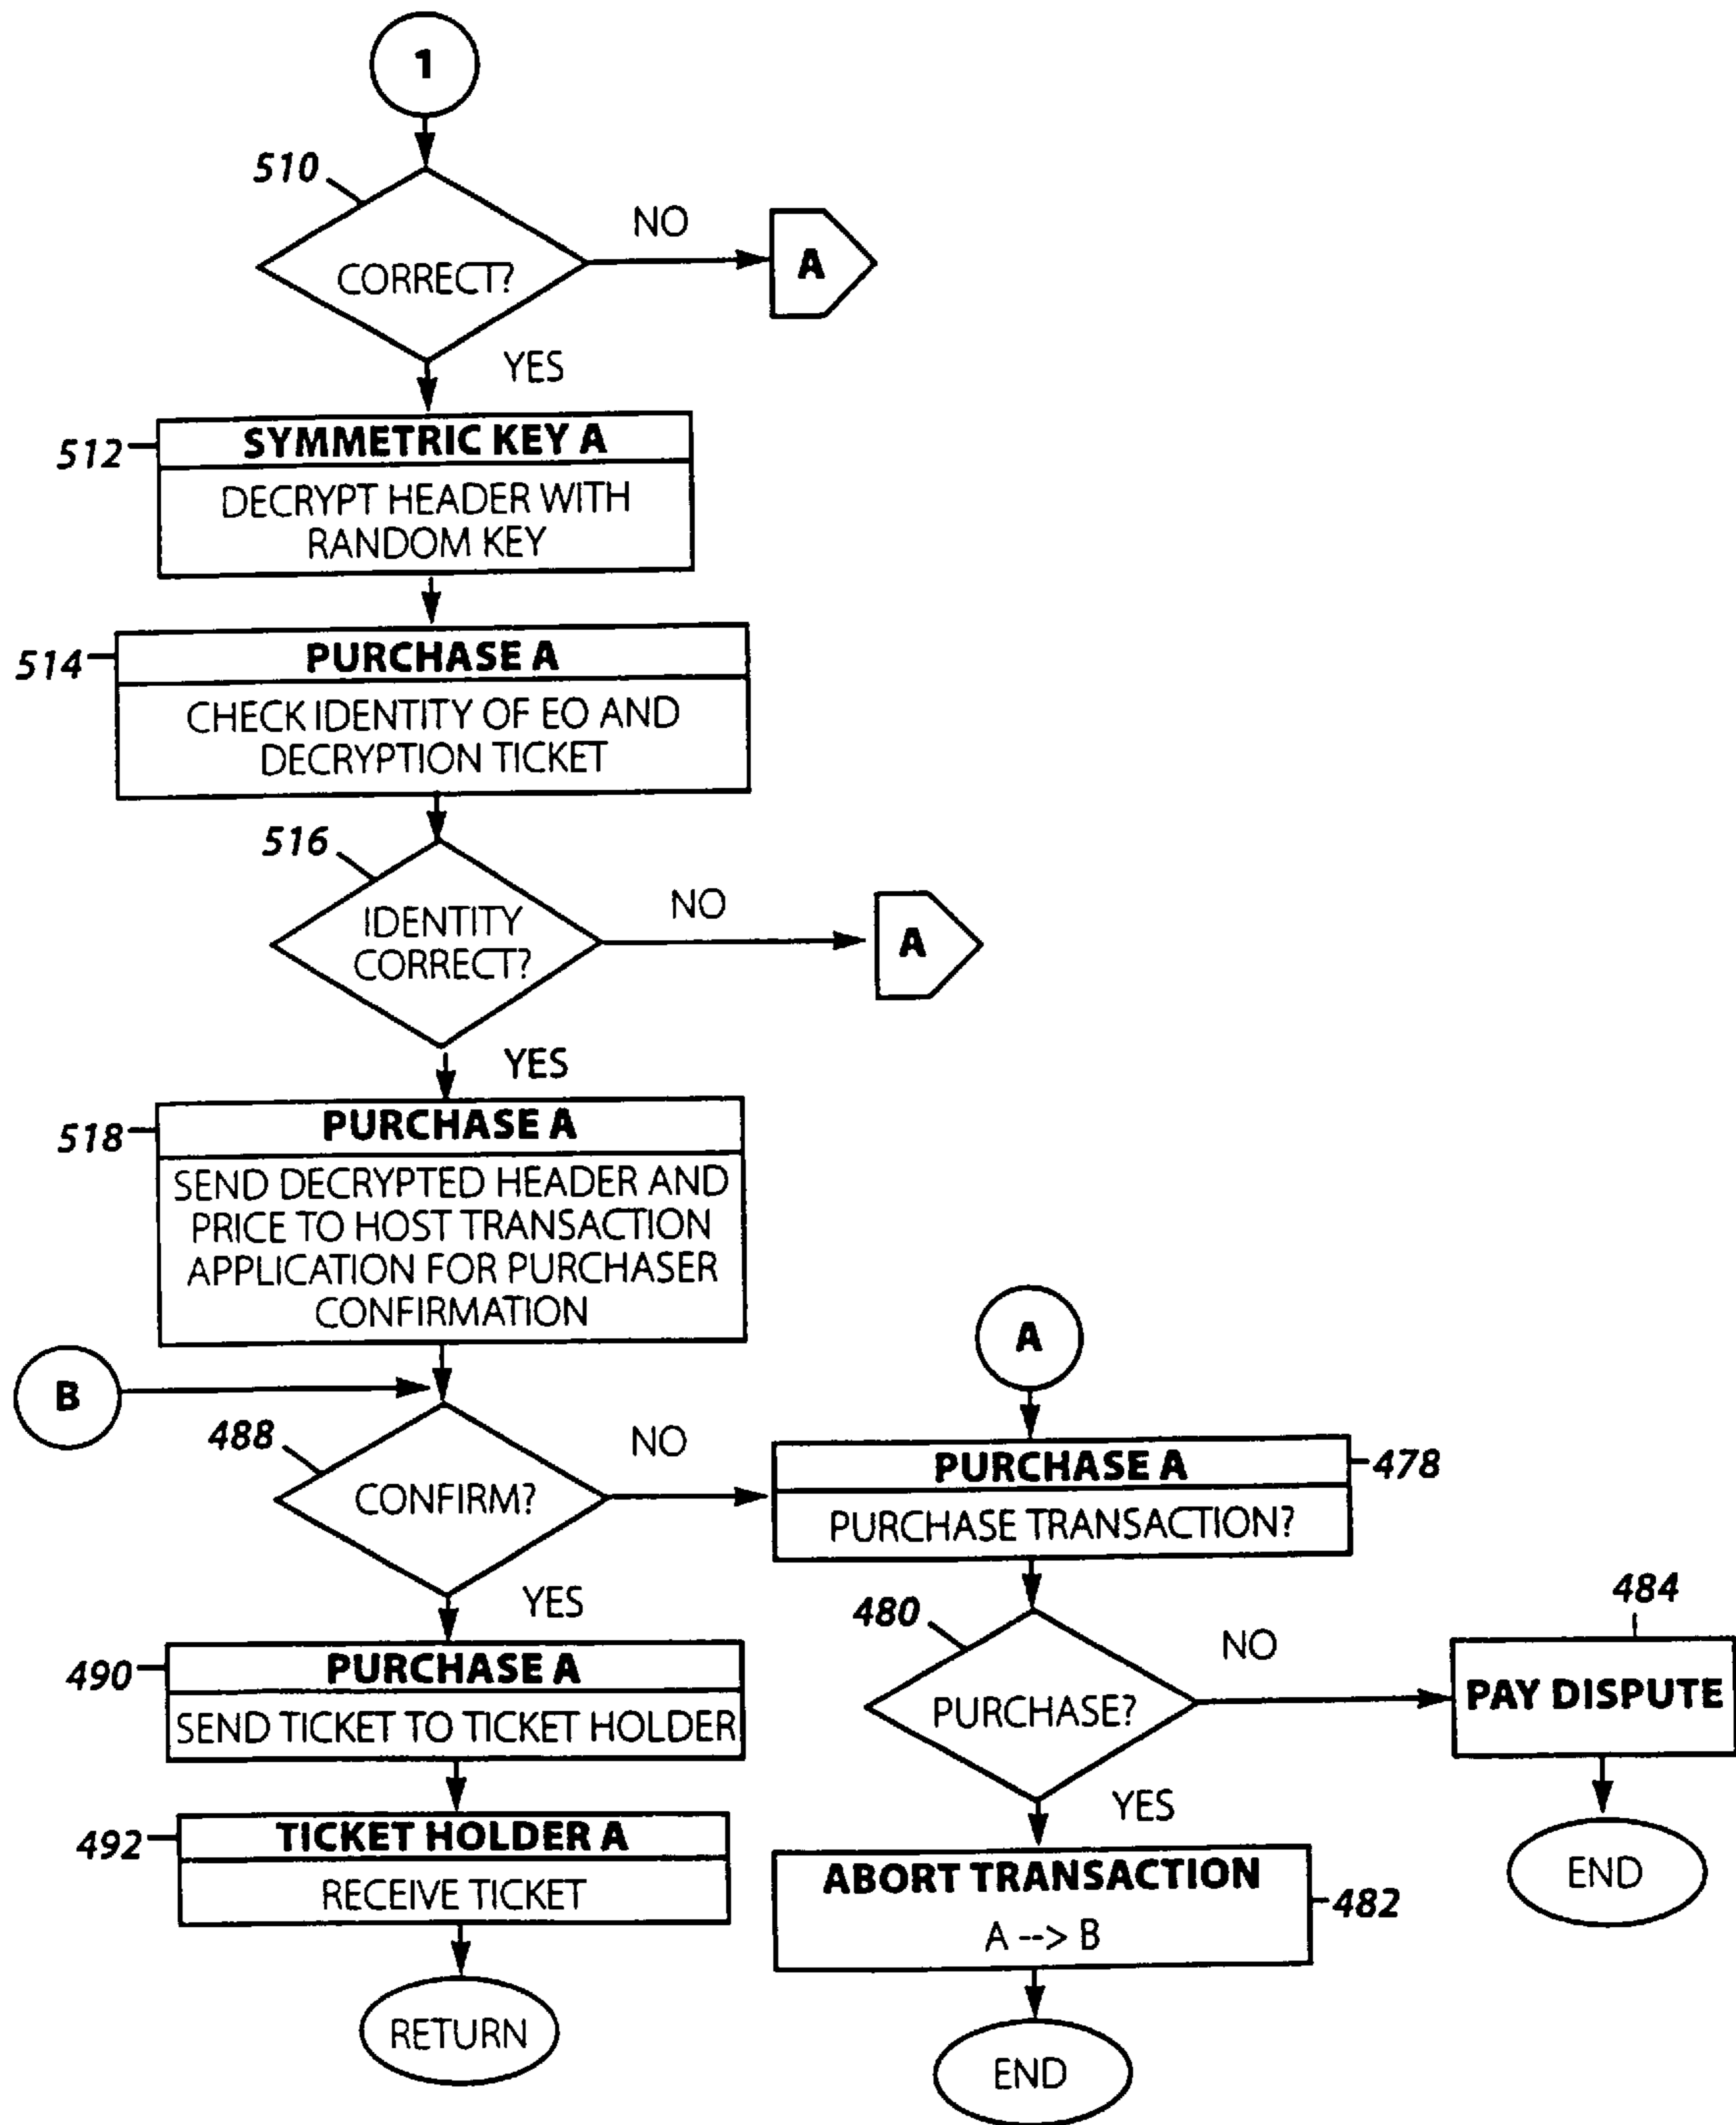 1
510
CORRECT?
NO
A
YES
512
SYMMETRIC KEY A
DECRYPT HEADER WITH
RANDOM KEY
514
PURCHASE A
CHECK IDENTITY OF EO AND
DECRYPTION TICKET
516
IDENTITY
CORRECT?
NO
A
YES
518
PURCHASE A
SEND DECRYPTED HEADER AND
PRICE TO HOST TRANSACTION
APPLICATION FOR PURCHASER
CONFIRMATION
B
488
CONFIRM?
NO
YES
490
PURCHASE A
SEND TICKET TO TICKET HOLDER
492
TICKET HOLDER A
RECEIVE TICKET
RETURN
A
PURCHASE A
478
PURCHASE TRANSACTION?
480
PURCHASE?
NO
484
PAY DISPUTE
END
YES
ABORT TRANSACTION
A --> B
482
END